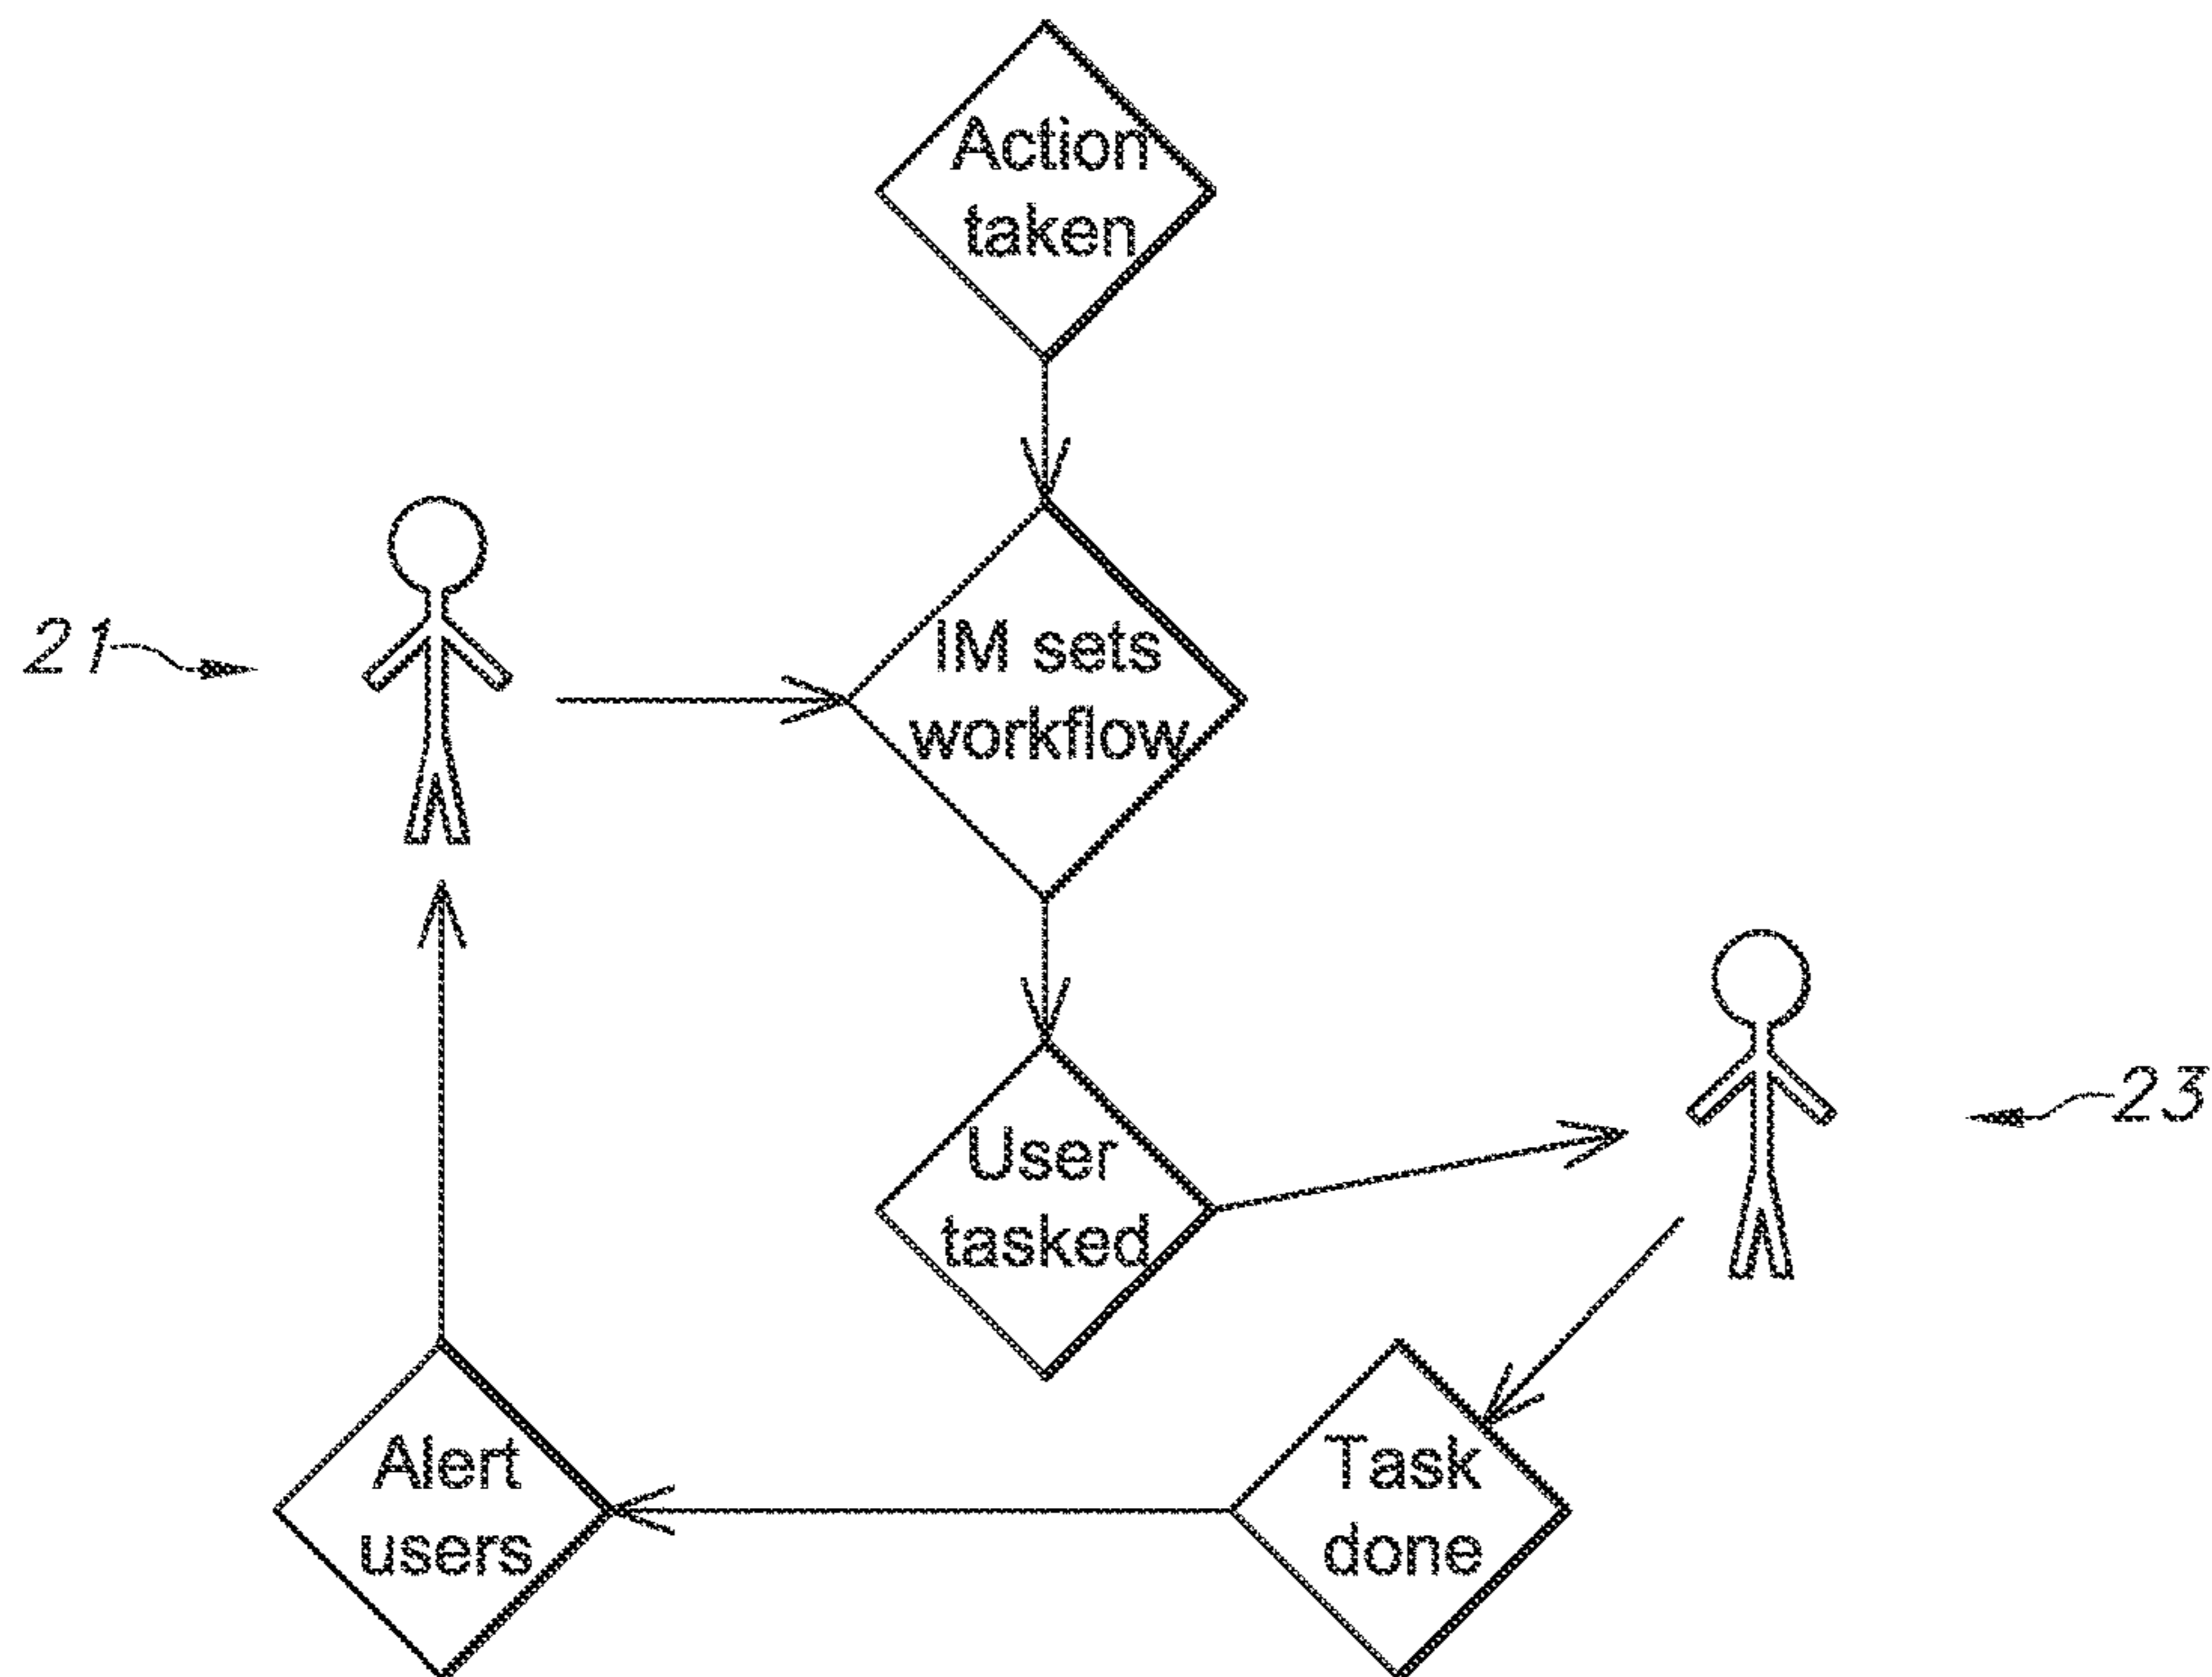 Action
taken
21
IM sets
workflow
User
tasked
23
Alert
users
Task
done